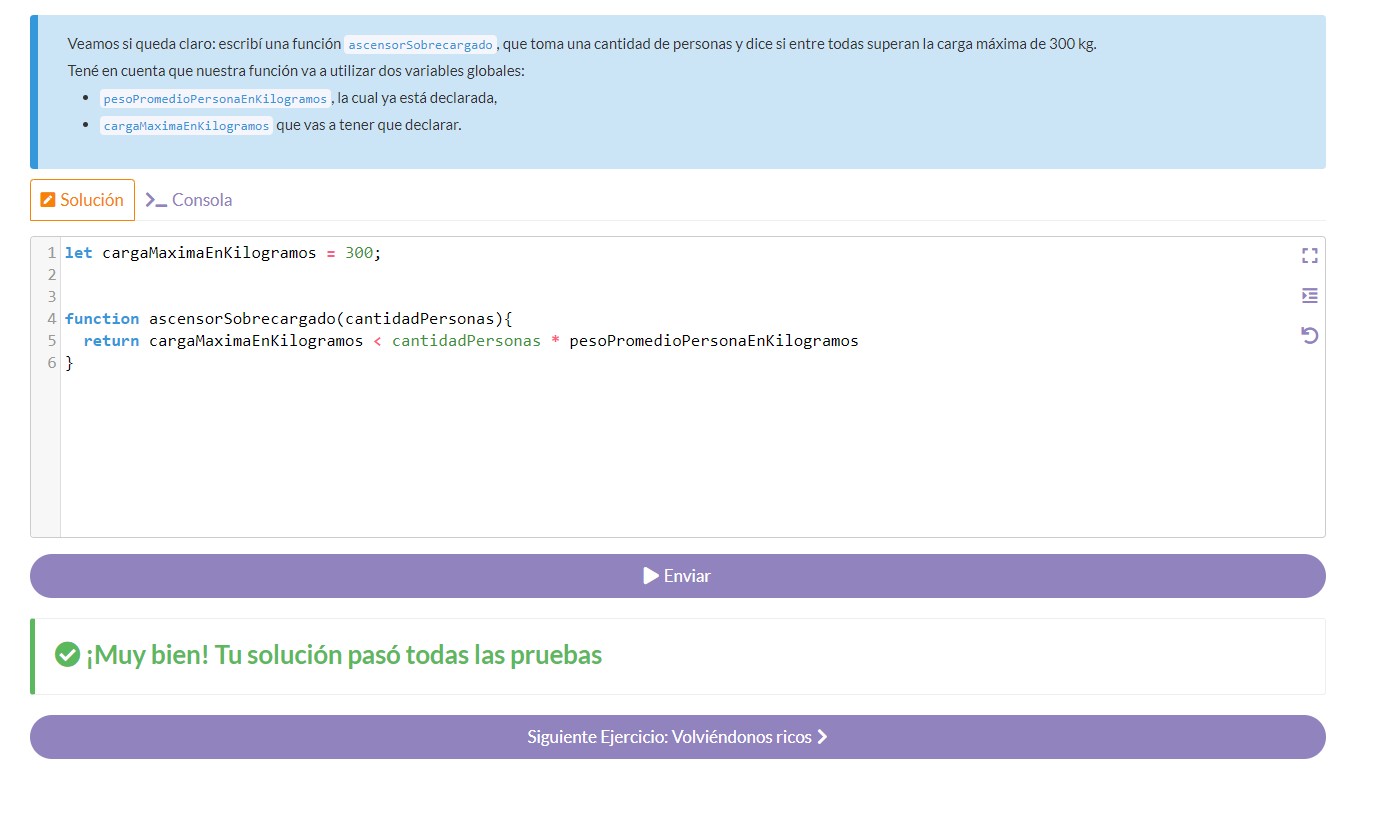 Veamos si queda claro: escribí una función ascensorSobrecargado, que toma una cantidad de personas y dice si entre todas superan la carga máxima de 300 kg.
Tené en cuenta que nuestra función va a utilizar dos variables globales:
• pesoPromedioPersonaEnKilogramos, la cual ya está declarada,
• cargaMaximaEnKilogramos que vas a tener que declarar.
Solución Consola
1 let cargaMaximaEnKilogramos = 300;
2
3
4 function ascensorSobrecargado(cantidadPersonas){
5   return cargaMaximaEnKilogramos < cantidadPersonas * pesoPromedioPersonaEnKilogramos
6 }
Enviar
¡Muy bien! Tu solución pasó todas las pruebas
Siguiente Ejercicio: Volviéndonos ricos